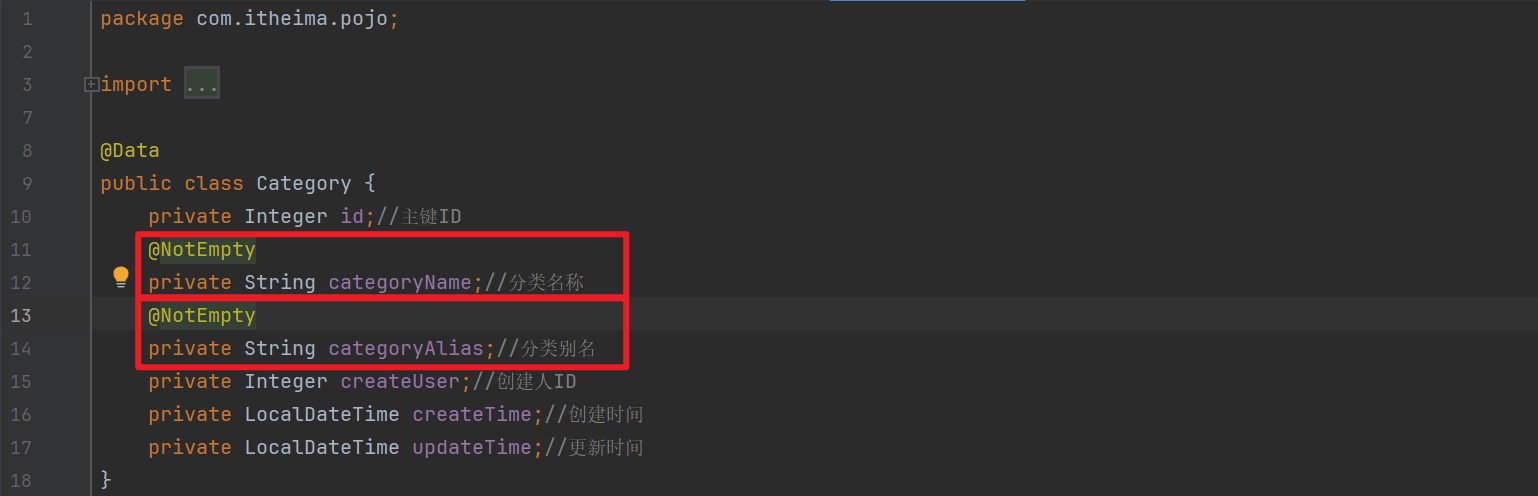 1 package com.itheima.pojo;
2
3 import ...
7
8 @Data
9 public class Category {
10 private Integer id;//主键ID
11 @NotEmpty
12 private String categoryName;//分类名称
13 @NotEmpty
14 private String categoryAlias;//分类别名
15 private Integer createUser;//创建人ID
16 private LocalDateTime createTime;//创建时间
17 private LocalDateTime updateTime;//更新时间
18 }